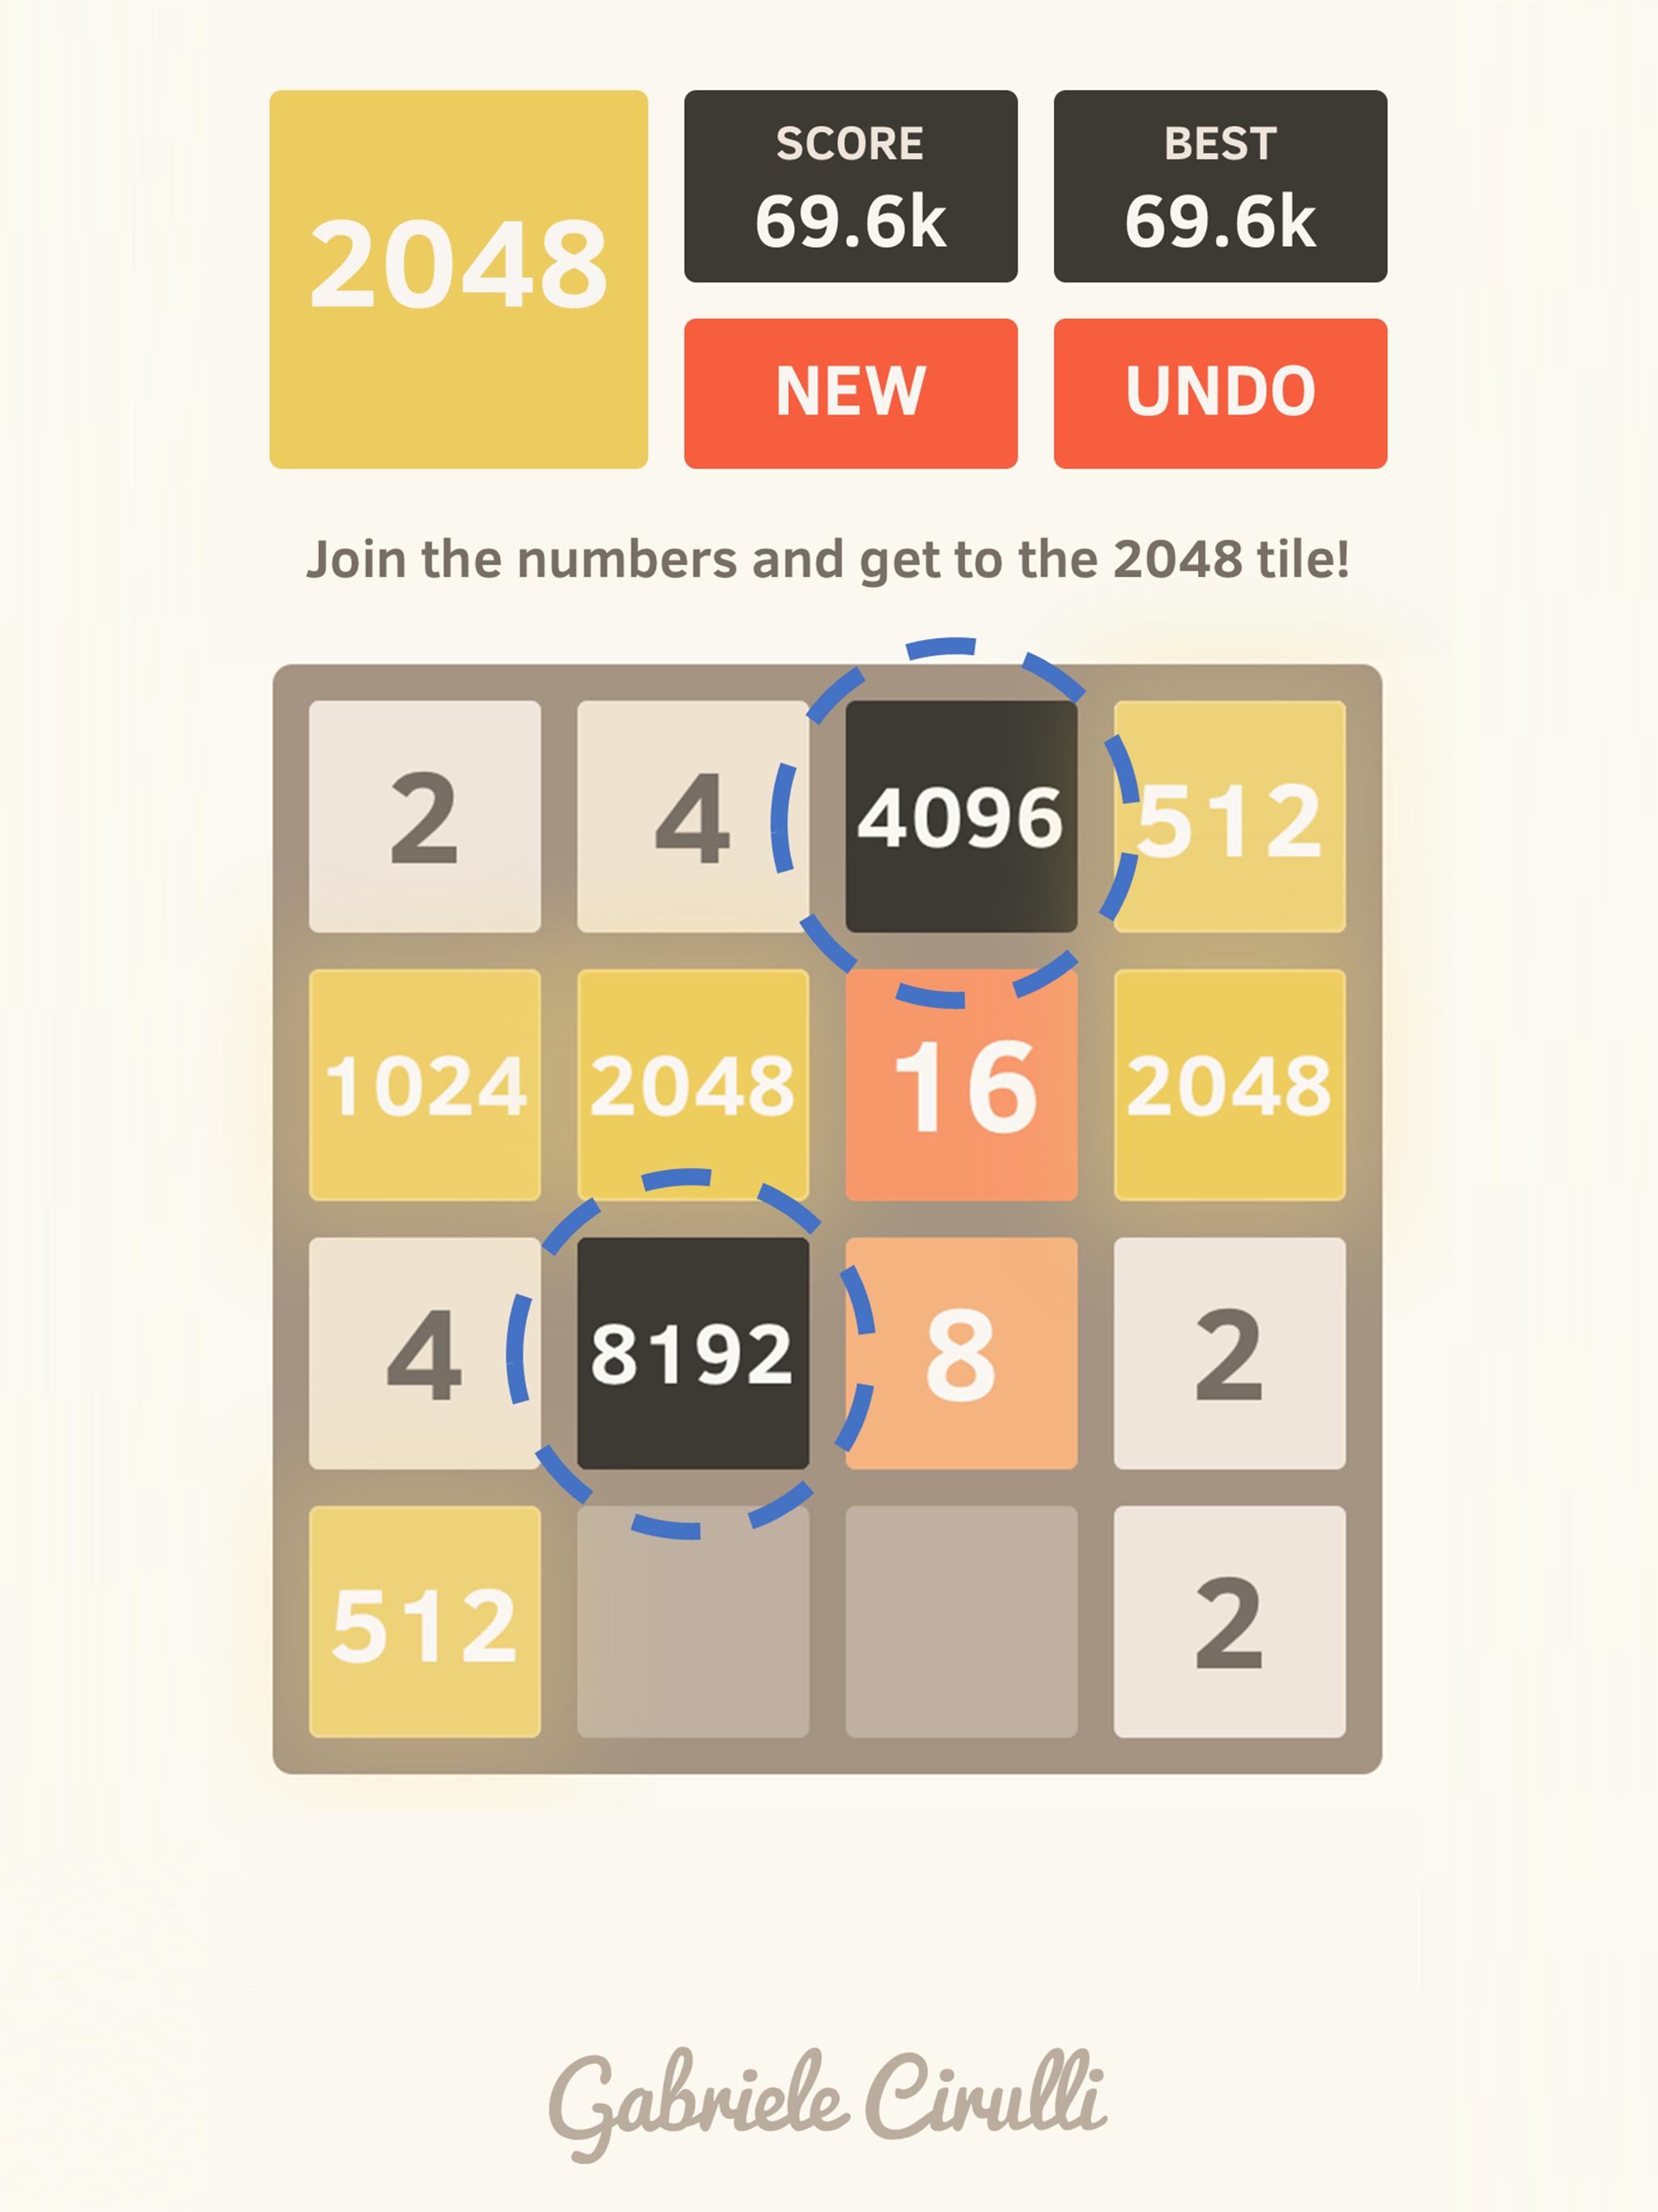 2048
SCORE BEST
69.6k 69.6k
NEW UNDO
Join the numbers and get to the 2048 tile!
2 4 4096 512
1024 2048 16 2048
4 8192 8 2
512 2
Gabriele Cirulli